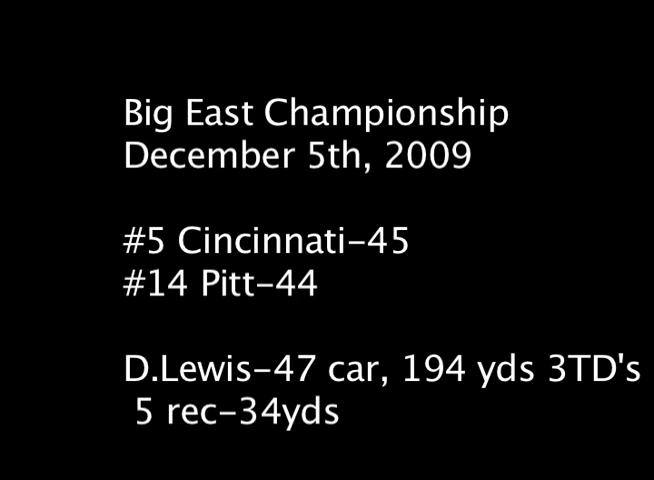 Big East Championship
December 5th, 2009
#5 Cincinnati-45
#14 Pitt-44
D.Lewis-47 car, 194 yds 3TD's
5 rec-34yds